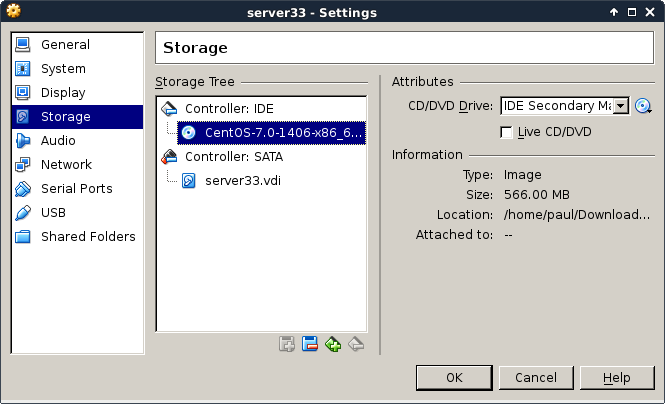 server33 - Settings
General
System
Display
Storage
Audio
Network
Serial Ports
USB
Shared Folders
Storage
Storage Tree
Controller: IDE
CentOS-7.0-1406-x86_6...
Controller: SATA
server33.vdi
Attributes
CD/DVD Drive: IDE Secondary Ma
Live CD/DVD
Information
Type: Image
Size: 566.00 MB
Location: /home/paul/Download...
Attached to: --
OK Cancel Help